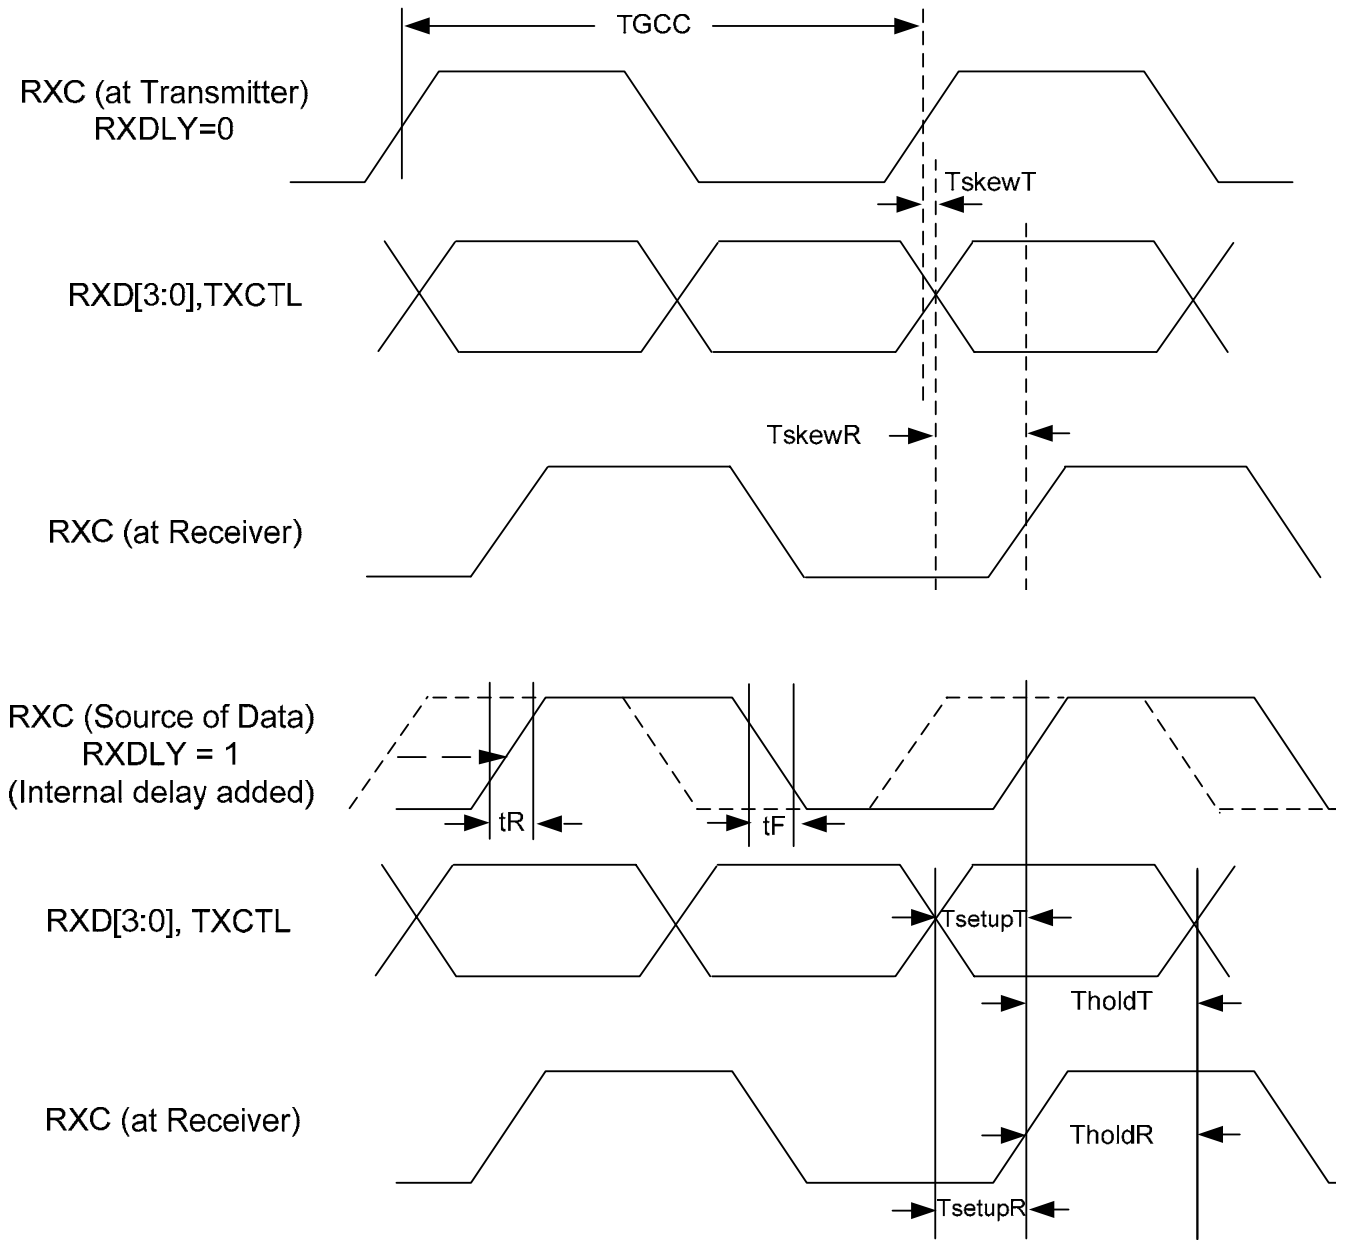 TGCC
RXC (at Transmitter)
RXDLY=0
TskewT
RXD[3:0],TXCTL
TskewR
RXC (at Receiver)
RXC (Source of Data)
RXDLY = 1
(Internal delay added)
tR
tF
RXD[3:0], TXCTL
TsetupT
TholdT
RXC (at Receiver)
TholdR
TsetupR